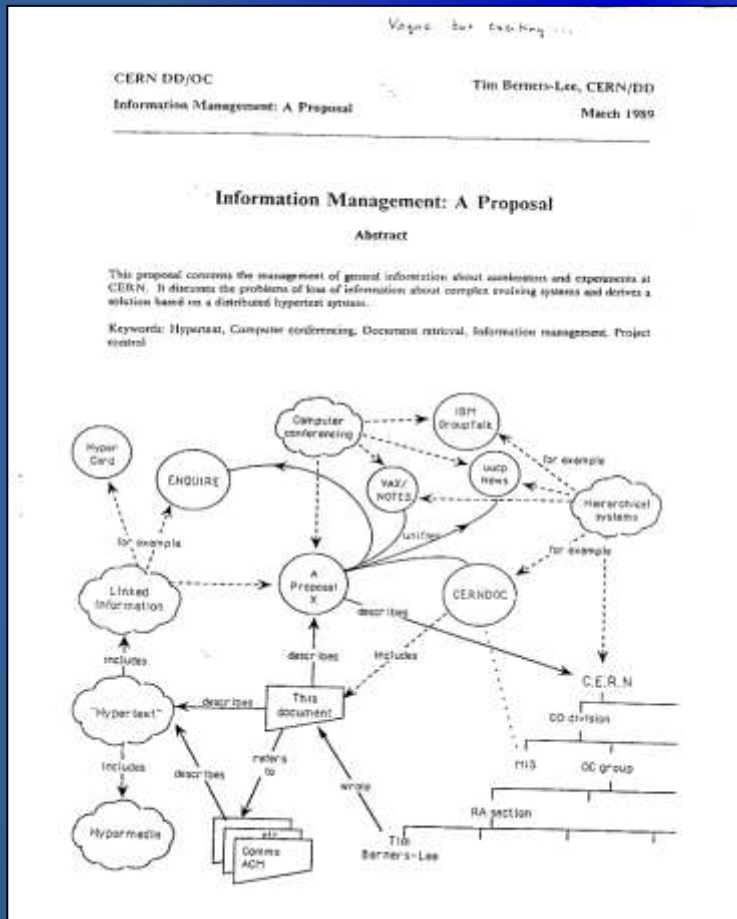 Vague but exciting ...
CERN DD/OC
Tim Berners-Lee, CERN/DD
Information Management: A Proposal
March 1989
Information Management: A Proposal
Abstract
This proposal concerns the management of general information about accelerators and experiments at
CERN. It discusses the problems of loss of information about complex evolving systems and derives a
solution based on a distributed hypertext system.
Keywords: Hypertext, Computer conferencing, Document retrieval, Information management, Project
control
Computer
conferencing
IBM
GroupTalk
Hyper
Card
ENQUIRE
VAX/
NOTES
uucp
News
for example
Hierarchical
systems
unifies
for example
for example
Linked
information
A
Proposal
X
CERNDOC
describes
includes
describes
includes
C.E.R.N
"Hypertext"
describes
This
document
CO division
includes
describes
refers
to
wrote
MIS
OC group
RA section
Hypermedia
etc
Comms
ACM
Tim
Berners-Lee